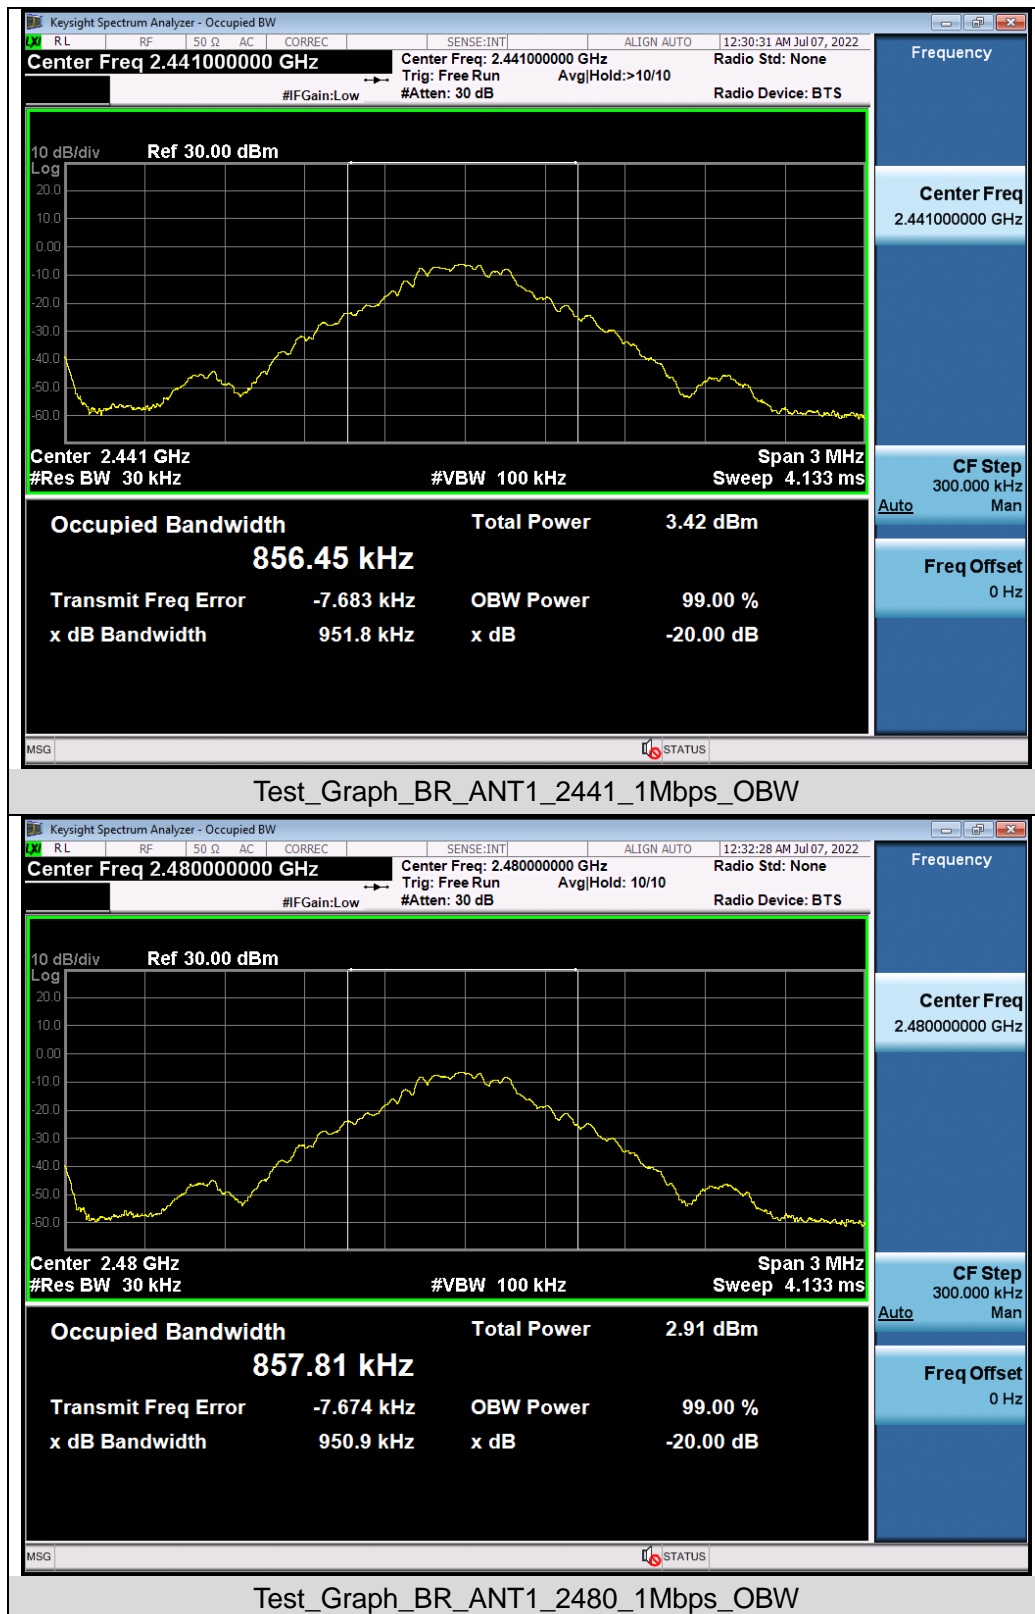 Keysight Spectrum Analyzer - Occupied BW
LXI RL RF 50 Ω AC CORREC SENSE:INT ALIGN AUTO 12:30:31 AM Jul 07, 2022
Center Freq 2.441000000 GHz
Center Freq: 2.441000000 GHz
Radio Std: None
Trig: Free Run Avg|Hold:>10/10
#IFGain:Low #Atten: 30 dB Radio Device: BTS
Frequency
10 dB/div Ref 30.00 dBm
Log
20.0
10.0
0.00
-10.0
-20.0
-30.0
-40.0
-50.0
-60.0
Center Freq
2.441000000 GHz
Center 2.441 GHz Span 3 MHz
#Res BW 30 kHz #VBW 100 kHz Sweep 4.133 ms
CF Step
300.000 kHz
Auto Man
Occupied Bandwidth Total Power 3.42 dBm
856.45 kHz
Transmit Freq Error -7.683 kHz OBW Power 99.00 %
x dB Bandwidth 951.8 kHz x dB -20.00 dB
Freq Offset
0 Hz
MSG STATUS
Test_Graph_BR_ANT1_2441_1Mbps_OBW
Keysight Spectrum Analyzer - Occupied BW
LXI RL RF 50 Ω AC CORREC SENSE:INT ALIGN AUTO 12:32:28 AM Jul 07, 2022
Center Freq 2.480000000 GHz
Center Freq: 2.480000000 GHz
Radio Std: None
Trig: Free Run Avg|Hold: 10/10
#IFGain:Low #Atten: 30 dB Radio Device: BTS
Frequency
10 dB/div Ref 30.00 dBm
Log
20.0
10.0
0.00
-10.0
-20.0
-30.0
-40.0
-50.0
-60.0
Center Freq
2.480000000 GHz
Center 2.48 GHz Span 3 MHz
#Res BW 30 kHz #VBW 100 kHz Sweep 4.133 ms
CF Step
300.000 kHz
Auto Man
Occupied Bandwidth Total Power 2.91 dBm
857.81 kHz
Transmit Freq Error -7.674 kHz OBW Power 99.00 %
x dB Bandwidth 950.9 kHz x dB -20.00 dB
Freq Offset
0 Hz
MSG STATUS
Test_Graph_BR_ANT1_2480_1Mbps_OBW